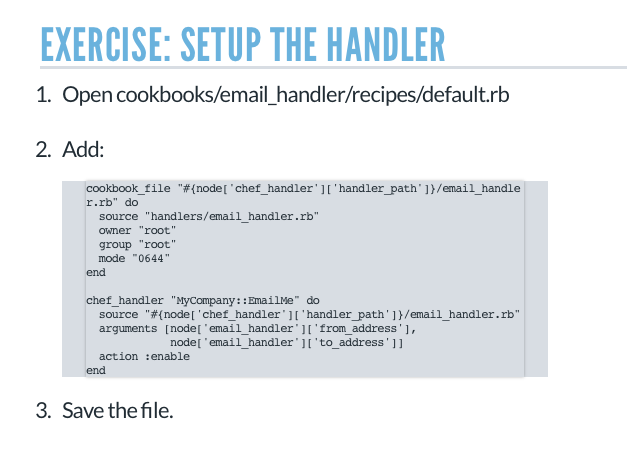 EXERCISE: SETUP THE HANDLER
1. Open cookbooks/email_handler/recipes/default.rb
2. Add:
cookbook_file "#{node['chef_handler']['handler_path']}/email_handle
r.rb" do
  source "handlers/email_handler.rb"
  owner "root"
  group "root"
  mode "0644"
end

chef_handler "MyCompany::EmailMe" do
  source "#{node['chef_handler']['handler_path']}/email_handler.rb"
  arguments [node['email_handler']['from_address'],
             node['email_handler']['to_address']]
  action :enable
end
3. Save the file.